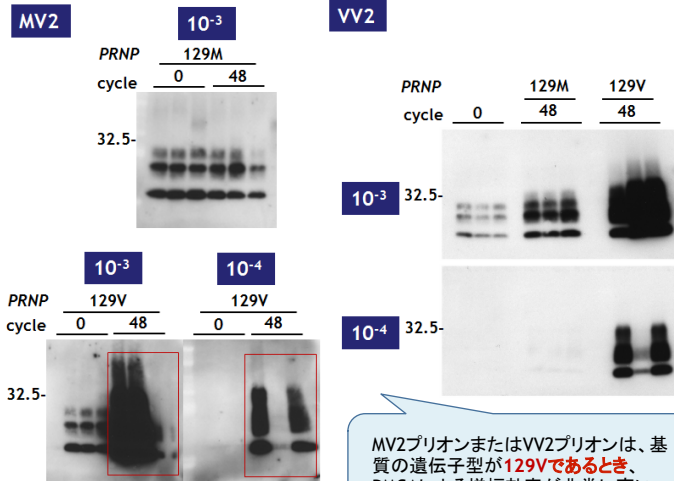 MV2
10-3
PRNP 129M
cycle 0 48
32.5-
10-3 10-4
PRNP 129V 129V
cycle 0 48 0 48
32.5-
VV2
PRNP 129M 129V
cycle 0 48 48
10-3
32.5-
10-4
32.5-
MV2プリオンまたはVV2プリオンは、基
質の遺伝子型が129Vであるとき、